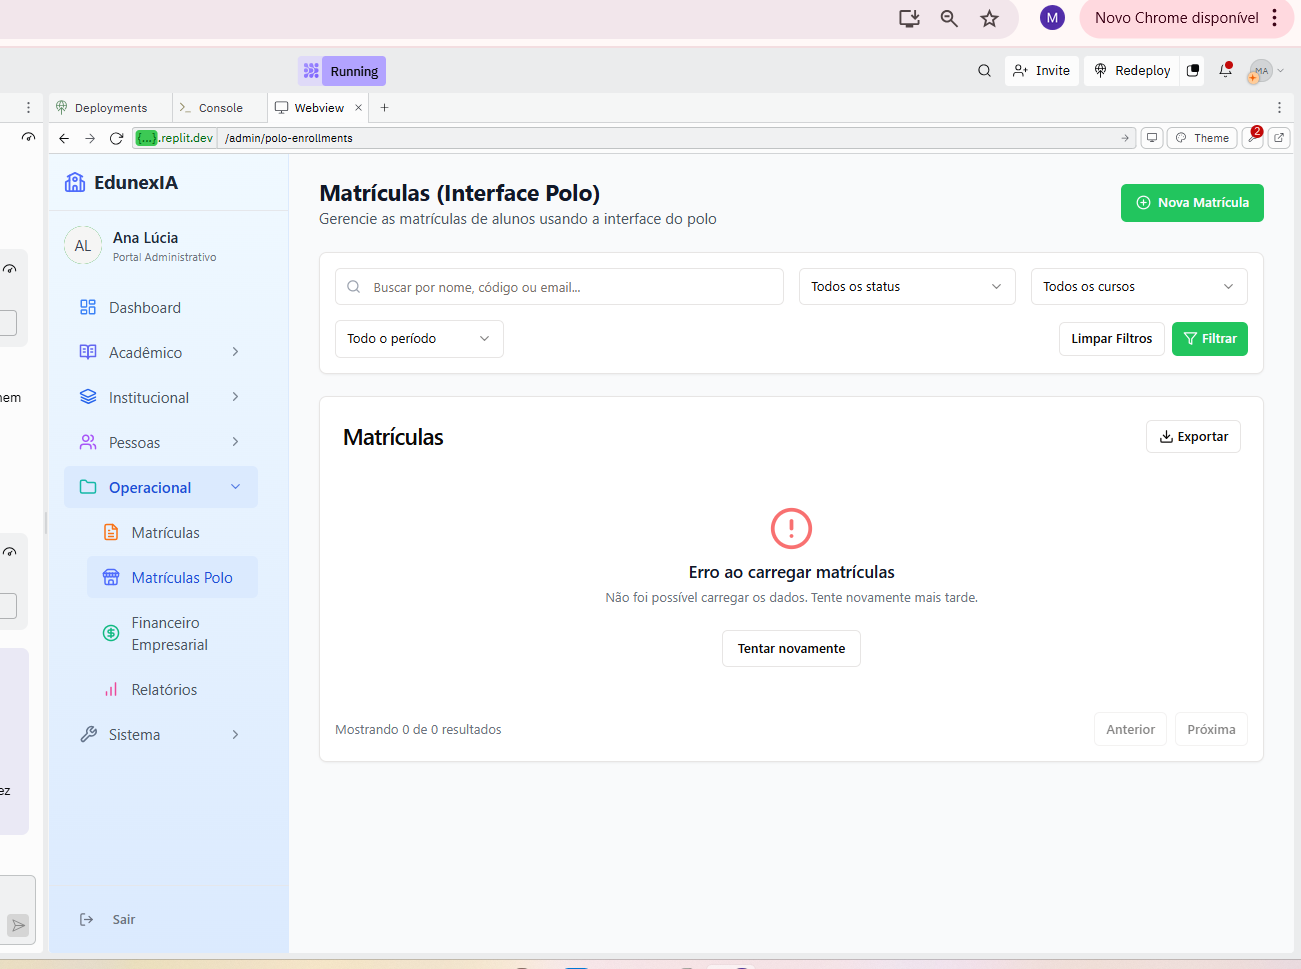 M
Novo Chrome disponível
Running
Invite
Redeploy
MA
Deployments
Console
Webview
{...}.replit.dev
/admin/polo-enrollments
Theme
2
EdunexIA
AL
Ana Lúcia
Portal Administrativo
Dashboard
Acadêmico
Institucional
Pessoas
Operacional
Matrículas
Matrículas Polo
Financeiro
Empresarial
Relatórios
Sistema
Sair
Matrículas (Interface Polo)
Gerencie as matrículas de alunos usando a interface do polo
Nova Matrícula
Buscar por nome, código ou email...
Todos os status
Todos os cursos
Todo o período
Limpar Filtros
Filtrar
Matrículas
Exportar
Erro ao carregar matrículas
Não foi possível carregar os dados. Tente novamente mais tarde.
Tentar novamente
Mostrando 0 de 0 resultados
Anterior
Próxima